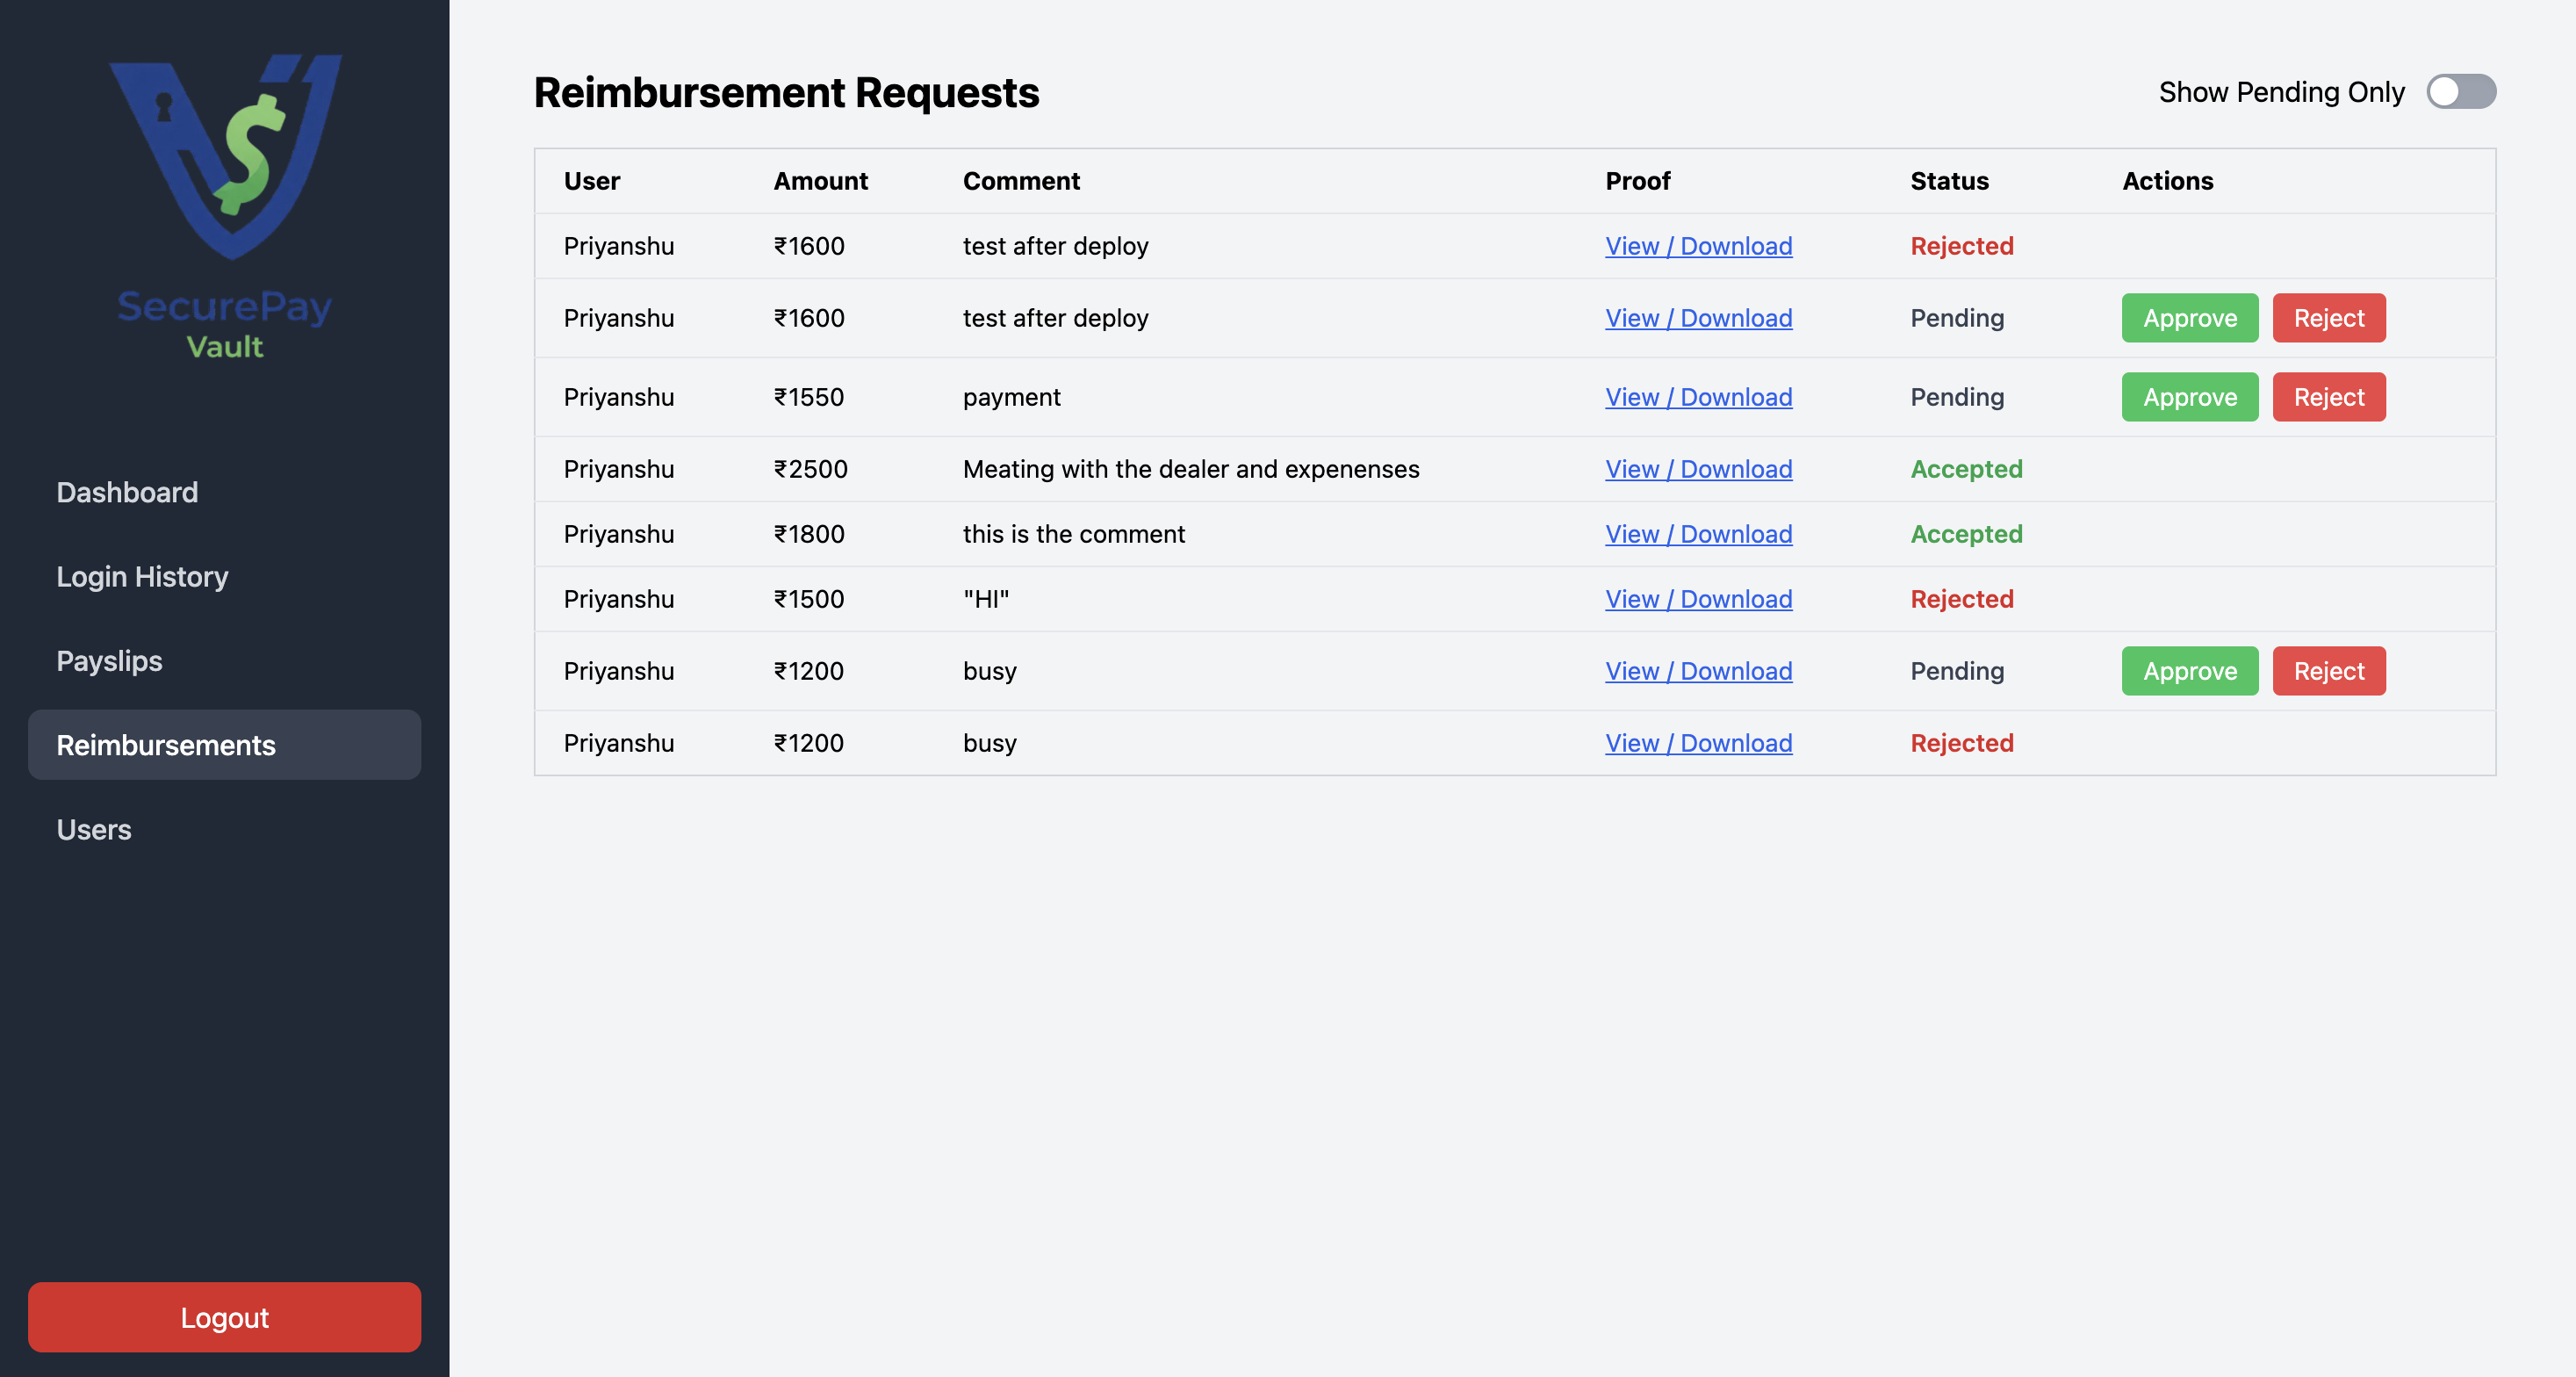 SecurePay
Vault
Dashboard
Login History
Payslips
Reimbursements
Users
Logout
Reimbursement Requests
Show Pending Only
User Amount Comment Proof Status Actions
Priyanshu ₹1600 test after deploy View / Download Rejected
Priyanshu ₹1600 test after deploy View / Download Pending Approve Reject
Priyanshu ₹1550 payment View / Download Pending Approve Reject
Priyanshu ₹2500 Meating with the dealer and expenenses View / Download Accepted
Priyanshu ₹1800 this is the comment View / Download Accepted
Priyanshu ₹1500 "HI" View / Download Rejected
Priyanshu ₹1200 busy View / Download Pending Approve Reject
Priyanshu ₹1200 busy View / Download Rejected